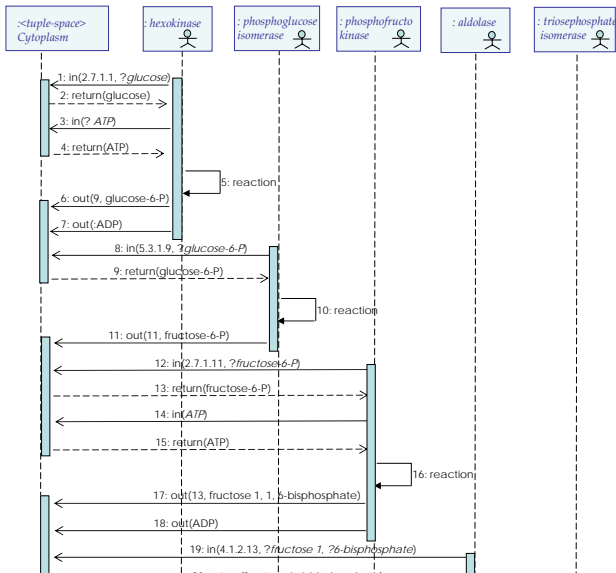 :<tuple-space>
Cytoplasm
: hexokinase
: phosphoglucose
isomerase
: phosphofructo
kinase
: aldolase
: triosephosphate
isomerase
1: in(2.7.1.1, ?glucose)
2: return(glucose)
3: in(? ATP)
4: return(ATP)
5: reaction
6: out(9, glucose-6-P)
7: out(:ADP)
8: in(5.3.1.9, ?glucose-6-P)
9: return(glucose-6-P)
10: reaction
11: out(11, fructose-6-P)
12: in(2.7.1.11, ?fructose-6-P)
13: return(fructose-6-P)
14: in(ATP)
15: return(ATP)
16: reaction
17: out(13, fructose 1, 1, 6-bisphosphate)
18: out(ADP)
19: in(4.1.2.13, ?fructose 1, ?6-bisphosphate)